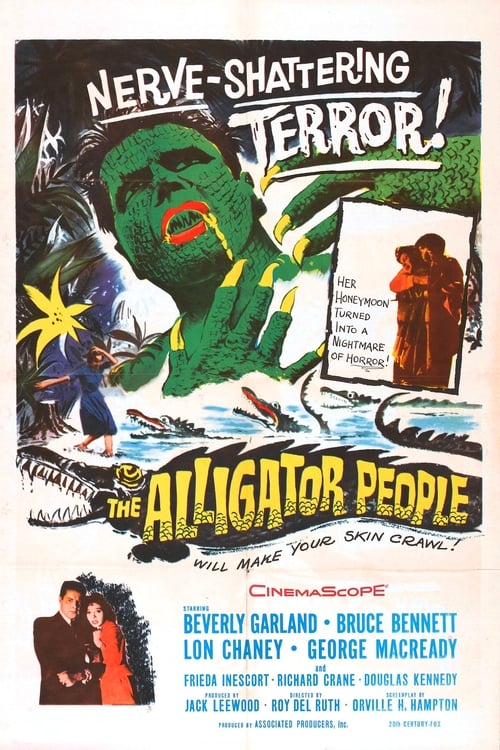 NERVE-SHATTERING
TERROR!
HER
HONEYMOON
TURNED
INTO A
NIGHTMARE
OF HORROR!
THE ALLIGATOR PEOPLE
WILL MAKE YOUR SKIN CRAWL!
CINEMASCOPE
STARRING
BEVERLY GARLAND • BRUCE BENNETT
LON CHANEY • GEORGE MACREADY
and
FRIEDA INESCORT • RICHARD CRANE • DOUGLAS KENNEDY
PRODUCED BY
JACK LEEWOOD •
DIRECTED BY
ROY DEL RUTH •
SCREENPLAY BY
ORVILLE H. HAMPTON
PRODUCED BY ASSOCIATED PRODUCERS, Inc.
20th CENTURY-FOX